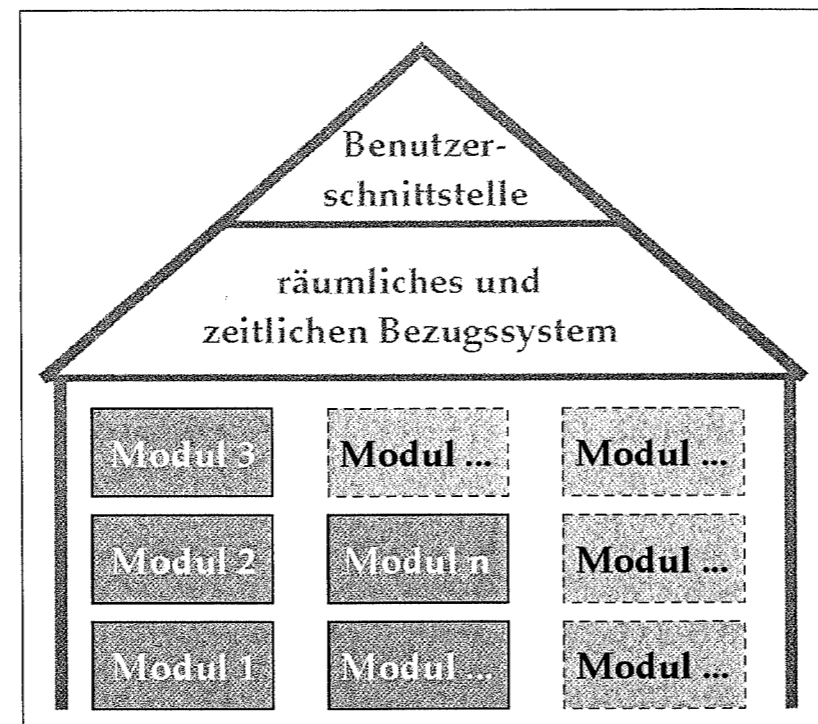 Benutzer-
schnittstelle
räumliches und
zeitlichen Bezugssystem
Modul 3
Modul ...
Modul ...
Modul 2
Modul n
Modul ...
Modul 1
Modul ...
Modul ...